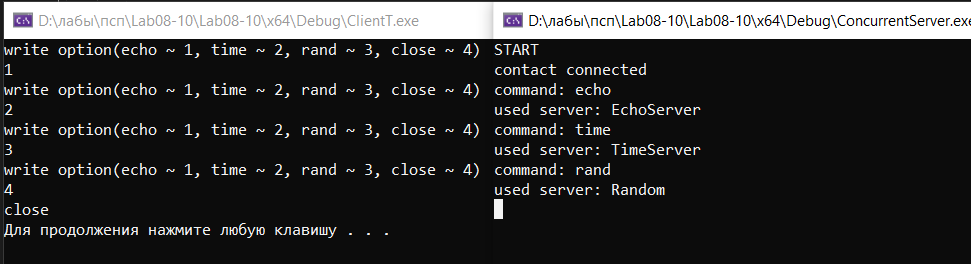 D:\лабы\псп\Lab08-10\Lab08-10\x64\Debug\ClientT.exe
write option(echo ~ 1, time ~ 2, rand ~ 3, close ~ 4)
1
write option(echo ~ 1, time ~ 2, rand ~ 3, close ~ 4)
2
write option(echo ~ 1, time ~ 2, rand ~ 3, close ~ 4)
3
write option(echo ~ 1, time ~ 2, rand ~ 3, close ~ 4)
4
close
Для продолжения нажмите любую клавишу . . .
D:\лабы\псп\Lab08-10\Lab08-10\x64\Debug\ConcurrentServer.exe
START
contact connected
command: echo
used server: EchoServer
command: time
used server: TimeServer
command: rand
used server: Random